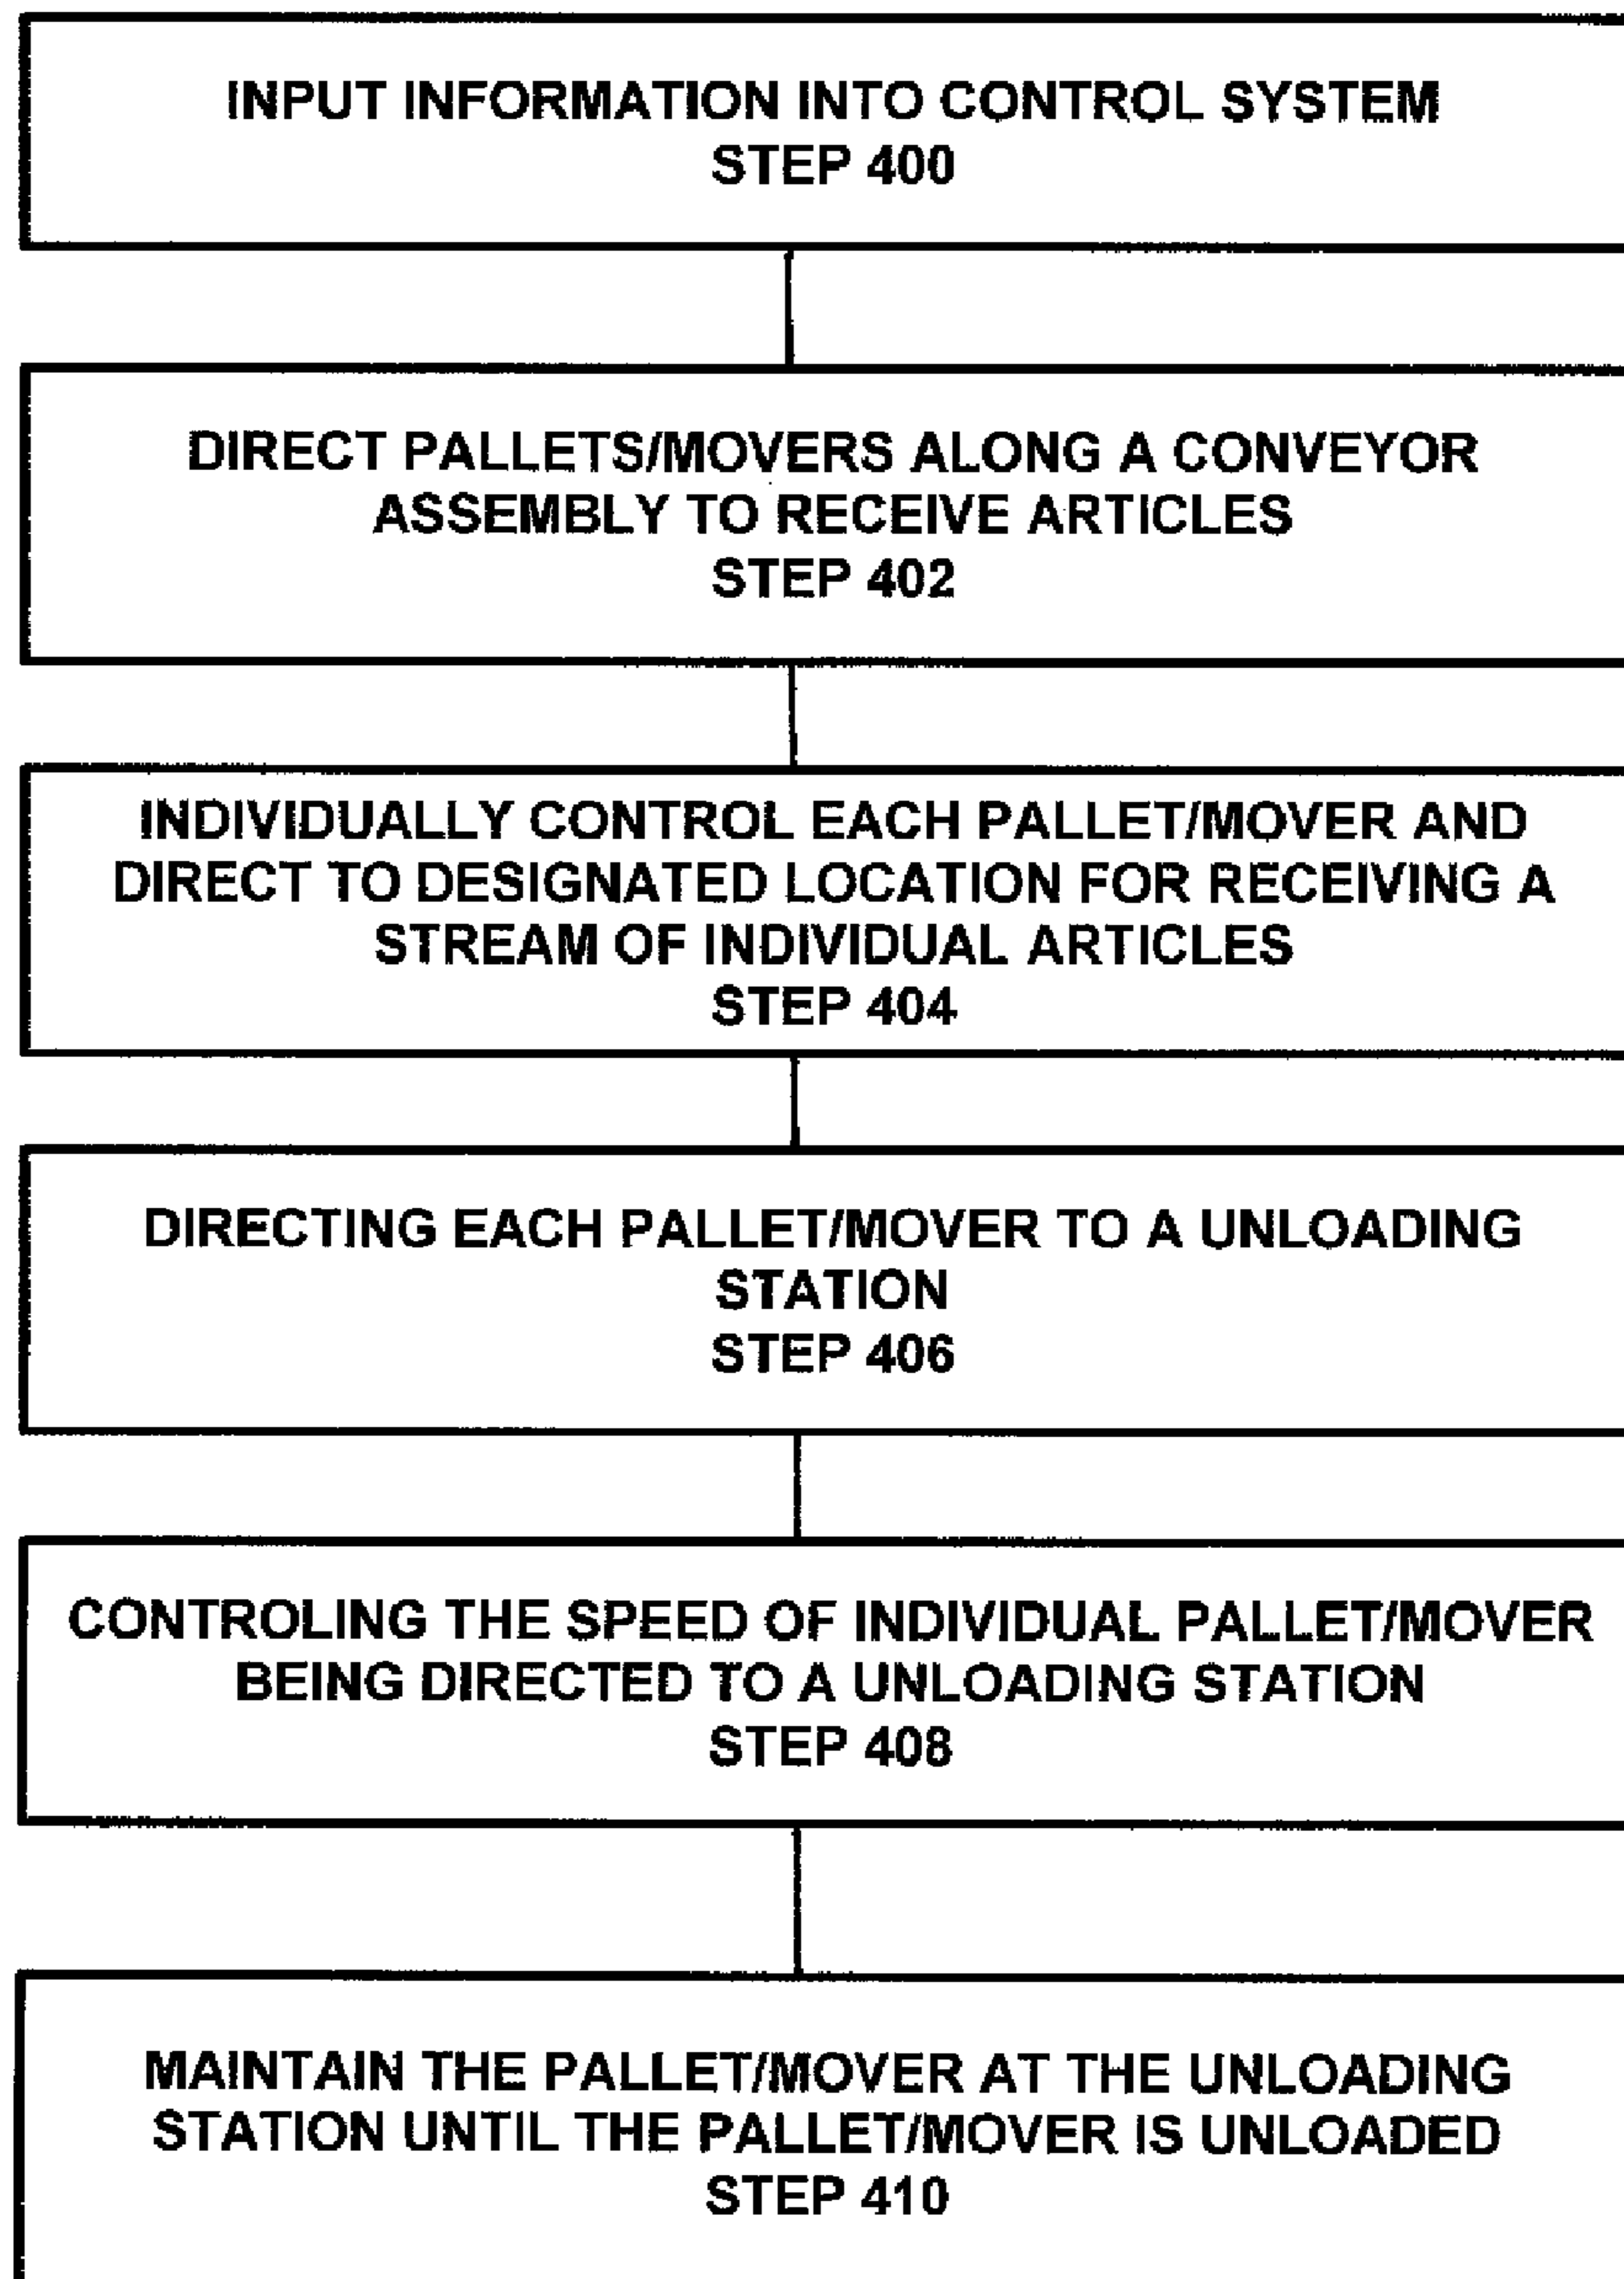 INPUT INFORMATION INTO CONTROL SYSTEM
STEP 400
DIRECT PALLETS/MOVERS ALONG A CONVEYOR
ASSEMBLY TO RECEIVE ARTICLES
STEP 402
INDIVIDUALLY CONTROL EACH PALLET/MOVER AND
DIRECT TO DESIGNATED LOCATION FOR RECEIVING A
STREAM OF INDIVIDUAL ARTICLES
STEP 404
DIRECTING EACH PALLET/MOVER TO A UNLOADING
STATION
STEP 406
CONTROLING THE SPEED OF INDIVIDUAL PALLET/MOVER
BEING DIRECTED TO A UNLOADING STATION
STEP 408
MAINTAIN THE PALLET/MOVER AT THE UNLOADING
STATION UNTIL THE PALLET/MOVER IS UNLOADED
STEP 410